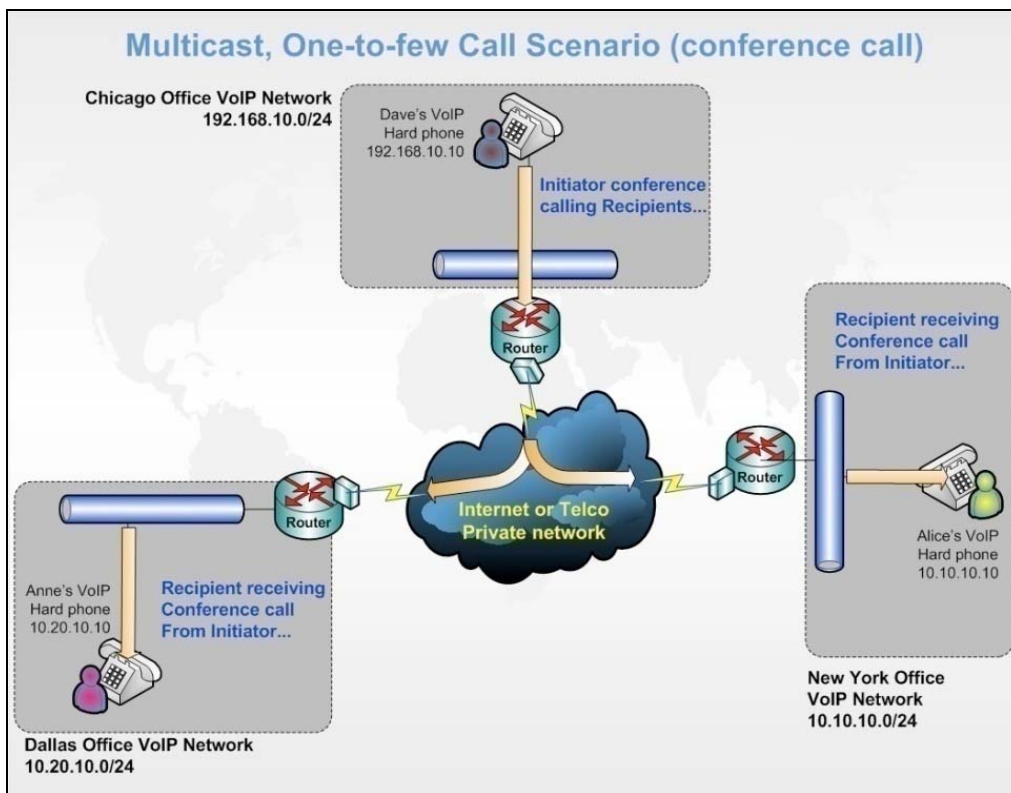 Multicast, One-to-few Call Scenario (conference call)
Chicago Office VoIP Network
192.168.10.0/24
Dave's VoIP
Hard phone
192.168.10.10
Initiator conference
calling Recipients...
Router
Recipient receiving
Conference call
From Initiator...
Router
Alice's VoIP
Hard phone
10.10.10.10
New York Office
VoIP Network
10.10.10.0/24
Internet or Telco
Private network
Router
Anne's VoIP
Hard phone
10.20.10.10
Recipient receiving
Conference call
From Initiator...
Dallas Office VoIP Network
10.20.10.0/24